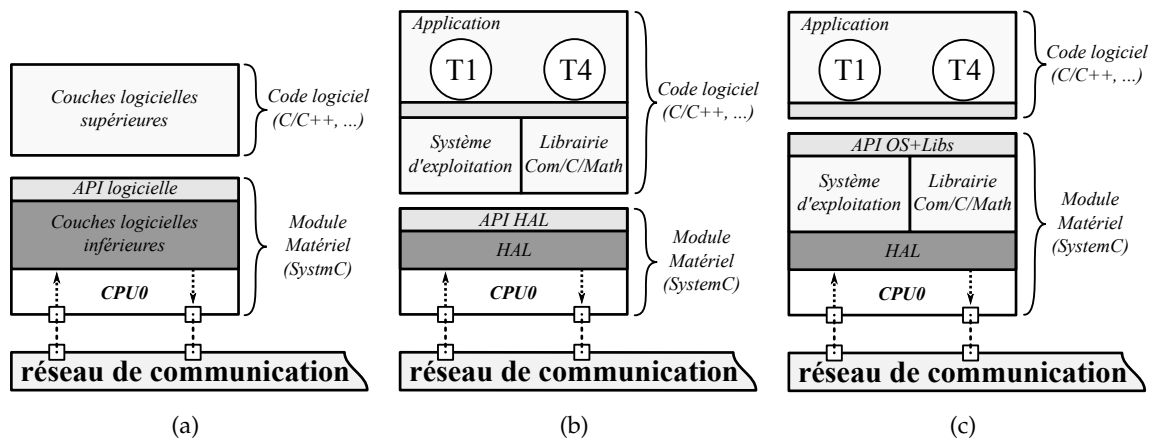 Couches logicielles
supérieures
Code logiciel
(C/C++, ...)
API logicielle
Couches logicielles
inférieures
Module
Matériel
(SystmC)
CPU0
réseau de communication
(a)
Application
T1
T4
Code logiciel
(C/C++, ...)
Système
d'exploitation
Librairie
Com/C/Math
API HAL
HAL
Module
Matériel
(SystemC)
CPU0
réseau de communication
(b)
Application
T1
T4
Code logiciel
(C/C++, ...)
API OS+Libs
Système
d'exploitation
Librairie
Com/C/Math
HAL
Module
Matériel
(SystemC)
CPU0
réseau de communication
(c)